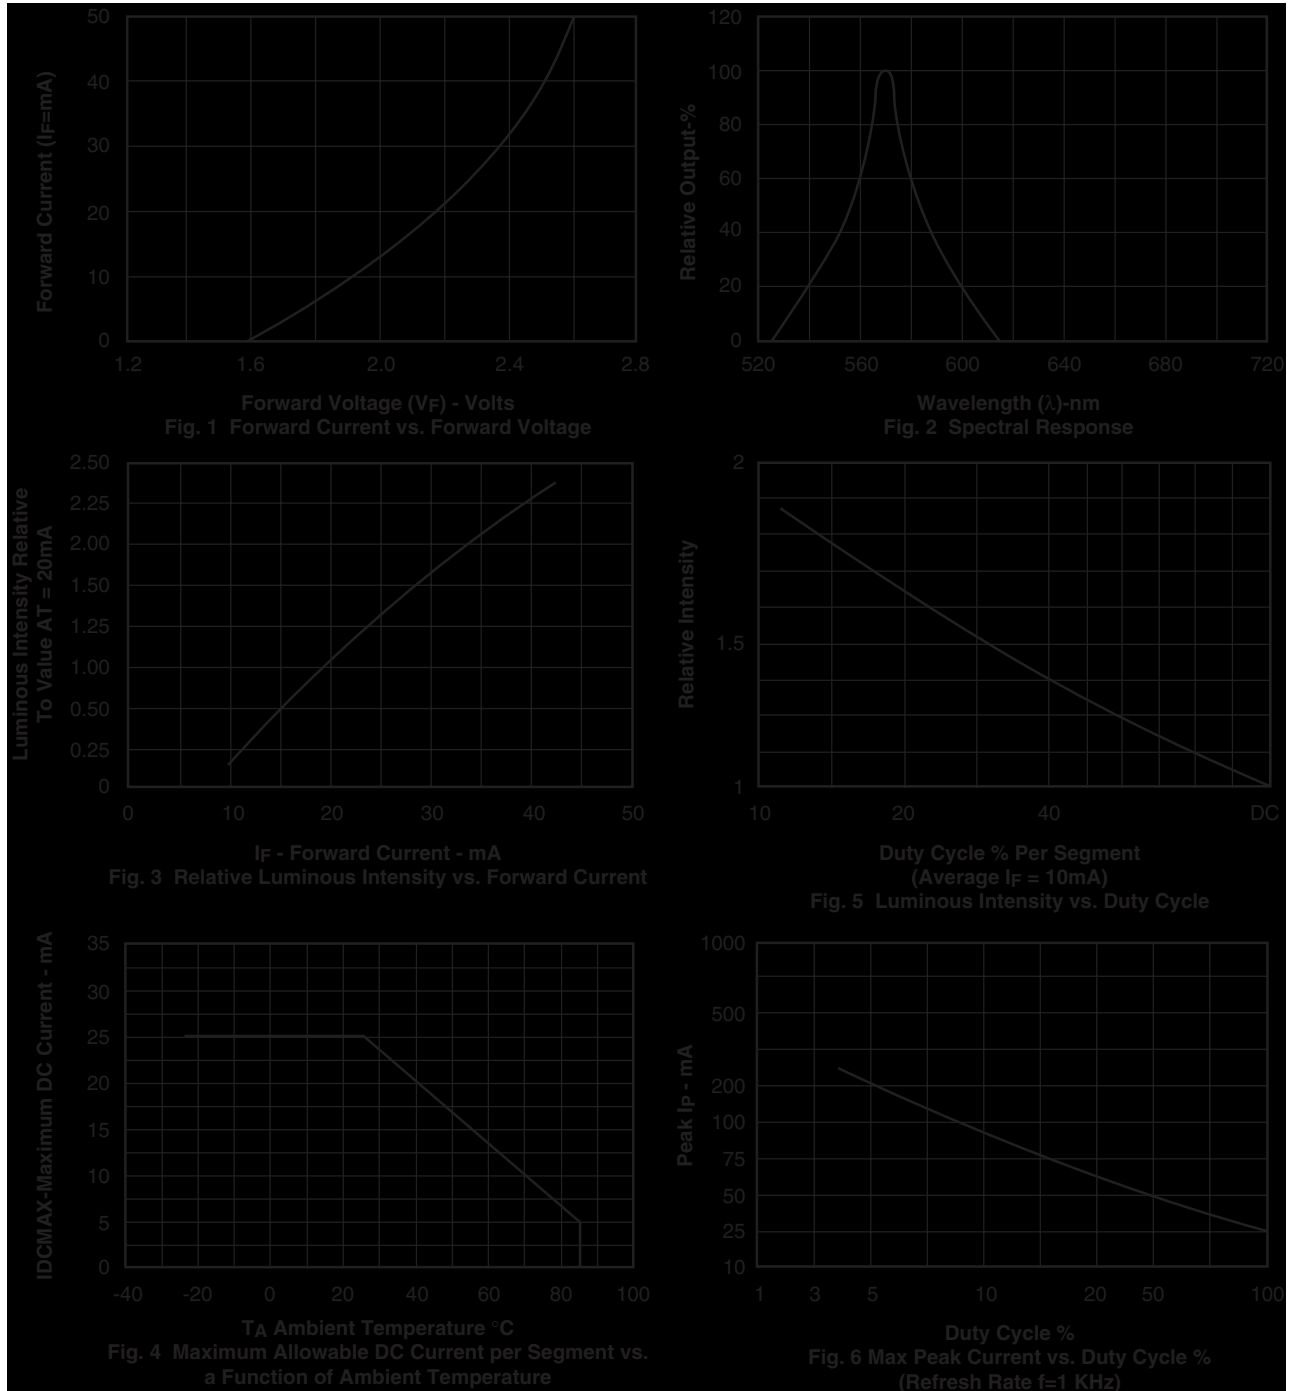 Forward Current (IF=mA)
50
40
30
20
10
0
1.2 1.6 2.0 2.4 2.8
Forward Voltage (VF) - Volts
Fig. 1 Forward Current vs. Forward Voltage
Relative Output-%
120
100
80
60
40
20
0
520 560 600 640 680 720
Wavelength (λ)-nm
Fig. 2 Spectral Response
Luminous Intensity Relative
To Value AT = 20mA
2.50
2.25
2.00
1.50
1.25
1.00
0.50
0.25
0
0 10 20 30 40 50
IF - Forward Current - mA
Fig. 3 Relative Luminous Intensity vs. Forward Current
Relative Intensity
2
1.5
1
10 20 40 DC
Duty Cycle % Per Segment
(Average IF = 10mA)
Fig. 5 Luminous Intensity vs. Duty Cycle
IDCMAX-Maximum DC Current - mA
35
30
25
20
15
10
5
0
-40 -20 0 20 40 60 80 100
TA Ambient Temperature °C
Fig. 4 Maximum Allowable DC Current per Segment vs.
a Function of Ambient Temperature
Peak IP - mA
1000
500
200
100
75
50
25
10
1 3 5 10 20 50 100
Duty Cycle %
Fig. 6 Max Peak Current vs. Duty Cycle %
(Refresh Rate f=1 KHz)